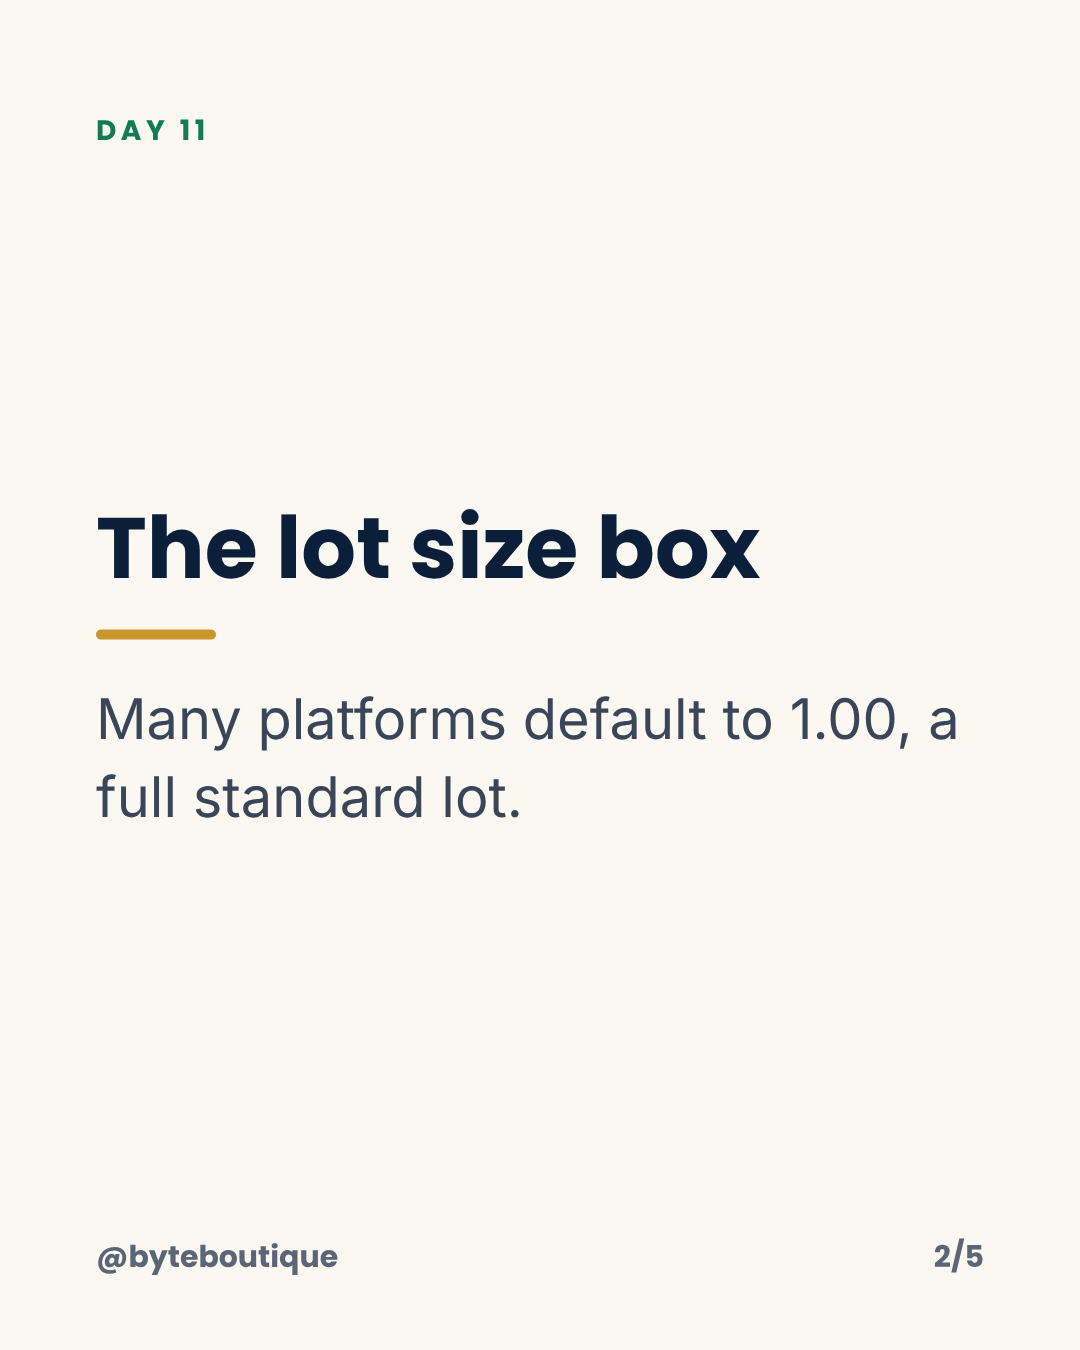 DAY 11
The lot size box
Many platforms default to 1.00, a
full standard lot.
@byteboutique
2/5